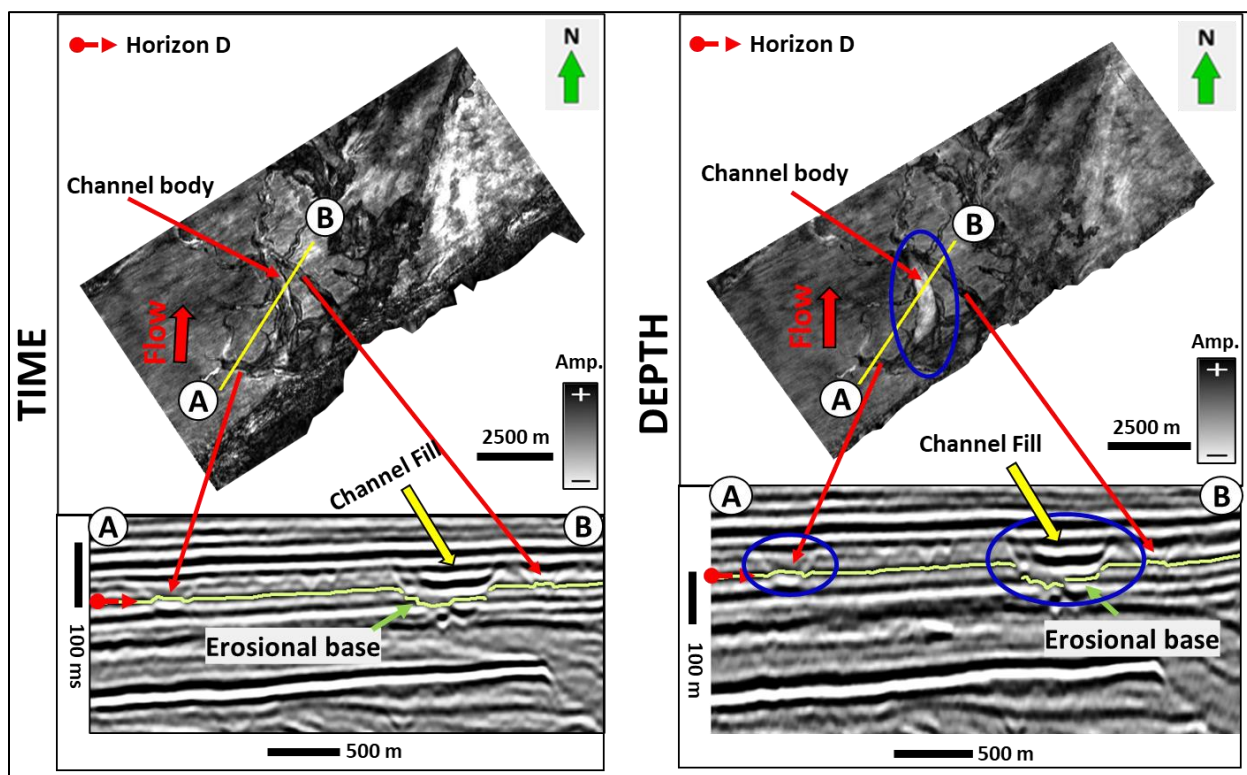 TIME
Horizon D
N
Channel body
B
Flow
A
Amp.
+
−
2500 m
Channel Fill
A
B
Erosional base
100 ms
500 m
DEPTH
Horizon D
N
Channel body
B
Flow
A
Amp.
+
−
2500 m
Channel Fill
A
B
Erosional base
100 m
500 m